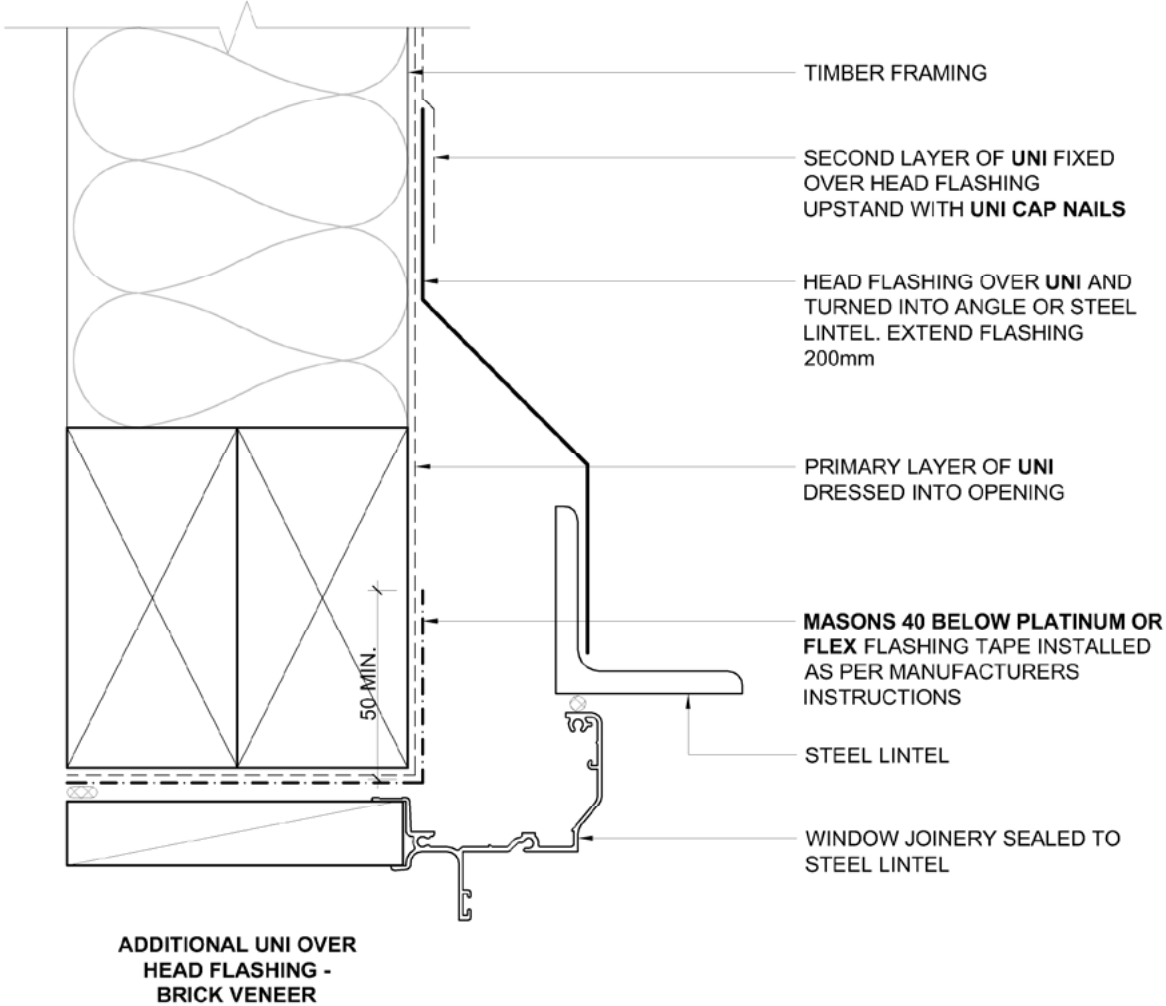 TIMBER FRAMING
SECOND LAYER OF UNI FIXED
OVER HEAD FLASHING
UPSTAND WITH UNI CAP NAILS
HEAD FLASHING OVER UNI AND
TURNED INTO ANGLE OR STEEL
LINTEL. EXTEND FLASHING
200mm
PRIMARY LAYER OF UNI
DRESSED INTO OPENING
MASONS 40 BELOW PLATINUM OR
FLEX FLASHING TAPE INSTALLED
AS PER MANUFACTURERS
INSTRUCTIONS
50 MIN.
STEEL LINTEL
WINDOW JOINERY SEALED TO
STEEL LINTEL
ADDITIONAL UNI OVER
HEAD FLASHING -
BRICK VENEER